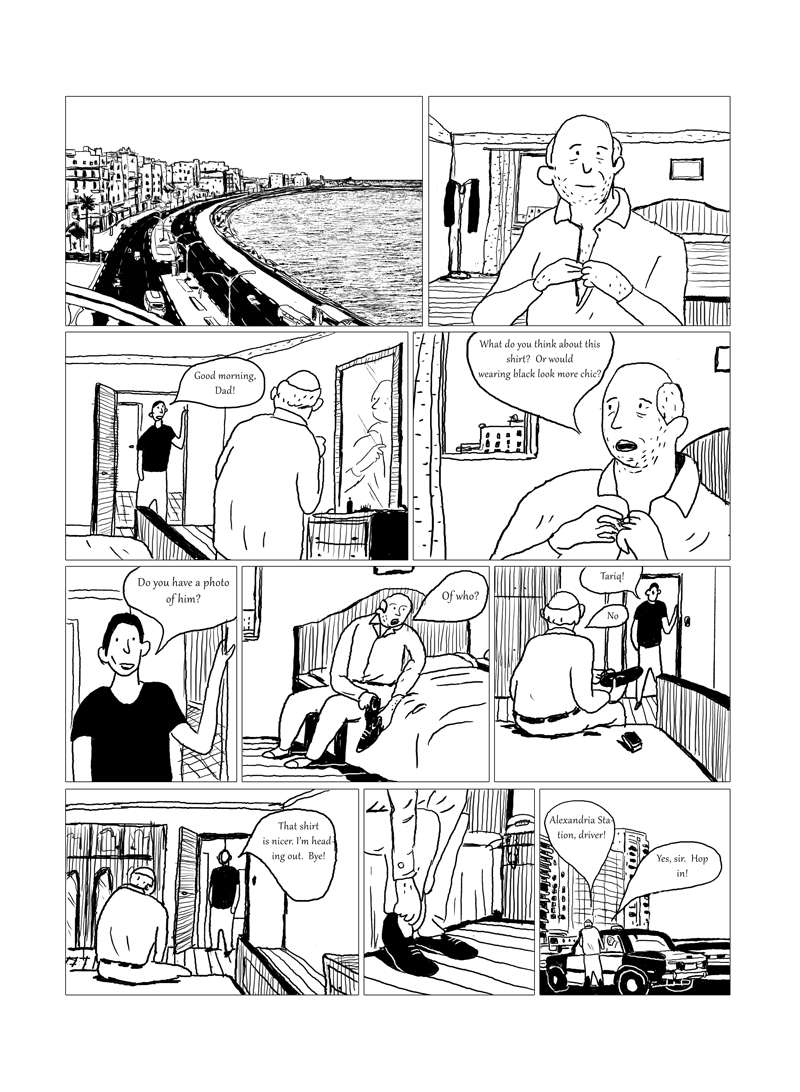 Good morning,
Dad!
What do you think about this
shirt? Or would
wearing black look more chic?
Do you have a photo
of him?
Of who?
Tariq!
No
That shirt
is nicer. I'm head-
ing out. Bye!
Alexandria Sta-
tion, driver!
Yes, sir. Hop
in!